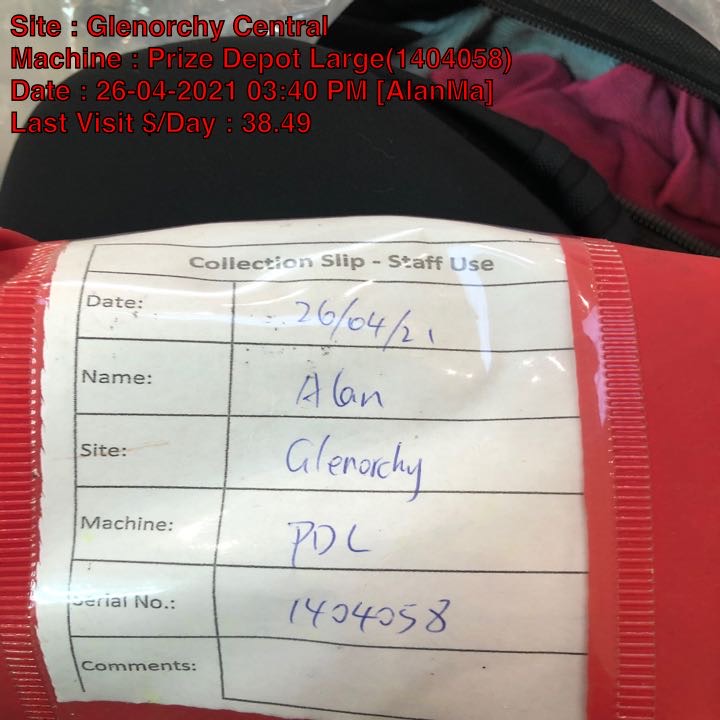 Site : Glenorchy Central
Machine : Prize Depot Large(1404058)
Date : 26-04-2021 03:40 PM [AlanMa]
Last Visit $/Day : 38.49
Collection Slip - Staff Use
Date: 26/04/21
Name: Alan
Site: Glenorchy
Machine: PDL
Serial No.: 1404058
Comments: